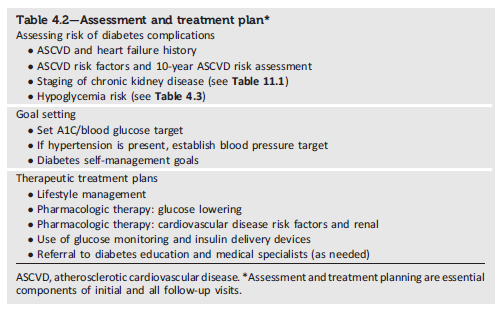 Table 4.2—Assessment and treatment plan*
Assessing risk of diabetes complications
● ASCVD and heart failure history
● ASCVD risk factors and 10-year ASCVD risk assessment
● Staging of chronic kidney disease (see Table 11.1)
● Hypoglycemia risk (see Table 4.3)
Goal setting
● Set A1C/blood glucose target
● If hypertension is present, establish blood pressure target
● Diabetes self-management goals
Therapeutic treatment plans
● Lifestyle management
● Pharmacologic therapy: glucose lowering
● Pharmacologic therapy: cardiovascular disease risk factors and renal
● Use of glucose monitoring and insulin delivery devices
● Referral to diabetes education and medical specialists (as needed)
ASCVD, atherosclerotic cardiovascular disease. *Assessment and treatment planning are essential
components of initial and all follow-up visits.